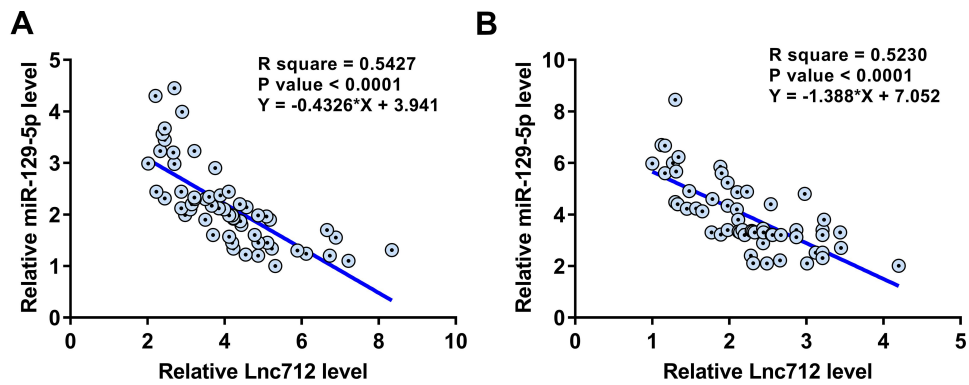 A
R square = 0.5427
P value < 0.0001
Y = -0.4326*X + 3.941
Relative miR-129-5p level
5
4
3
2
1
0
0 2 4 6 8 10
Relative Lnc712 level
B
R square = 0.5230
P value < 0.0001
Y = -1.388*X + 7.052
Relative miR-129-5p level
10
8
6
4
2
0
0 1 2 3 4 5
Relative Lnc712 level